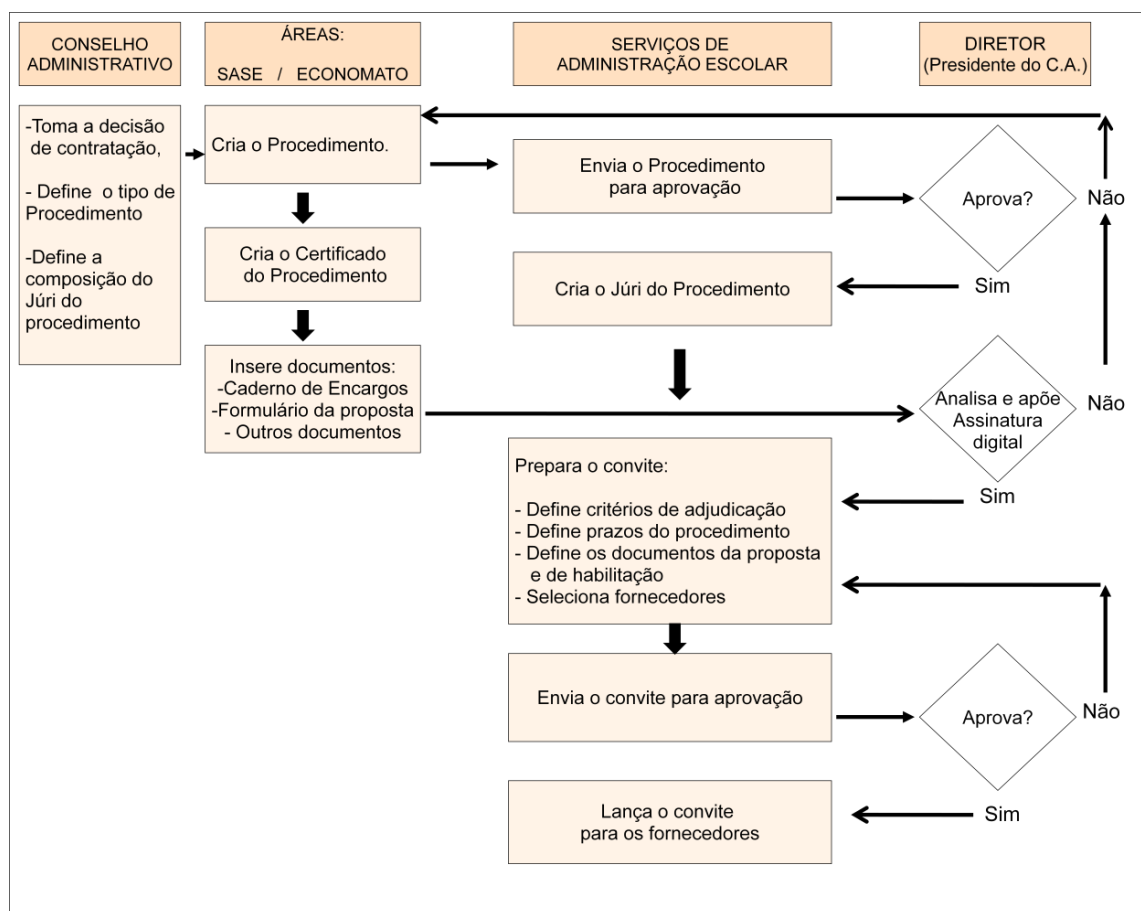 CONSELHO
ADMINISTRATIVO
ÁREAS:
SASE / ECONOMATO
SERVIÇOS DE
ADMINISTRAÇÃO ESCOLAR
DIRETOR
(Presidente do C.A.)
-Toma a decisão
de contratação,
- Define o tipo de
Procedimento
-Define a
composição do
Júri do
procedimento
Cria o Procedimento.
Envia o Procedimento
para aprovação
Aprova?
Não
Cria o Certificado
do Procedimento
Cria o Júri do Procedimento
Sim
Insere documentos:
-Caderno de Encargos
-Formulário da proposta
- Outros documentos
Analisa e apõe
Assinatura
digital
Não
Sim
Prepara o convite:
- Define critérios de adjudicação
- Define prazos do procedimento
- Define os documentos da proposta
e de habilitação
- Seleciona fornecedores
Envia o convite para aprovação
Aprova?
Não
Sim
Lança o convite
para os fornecedores